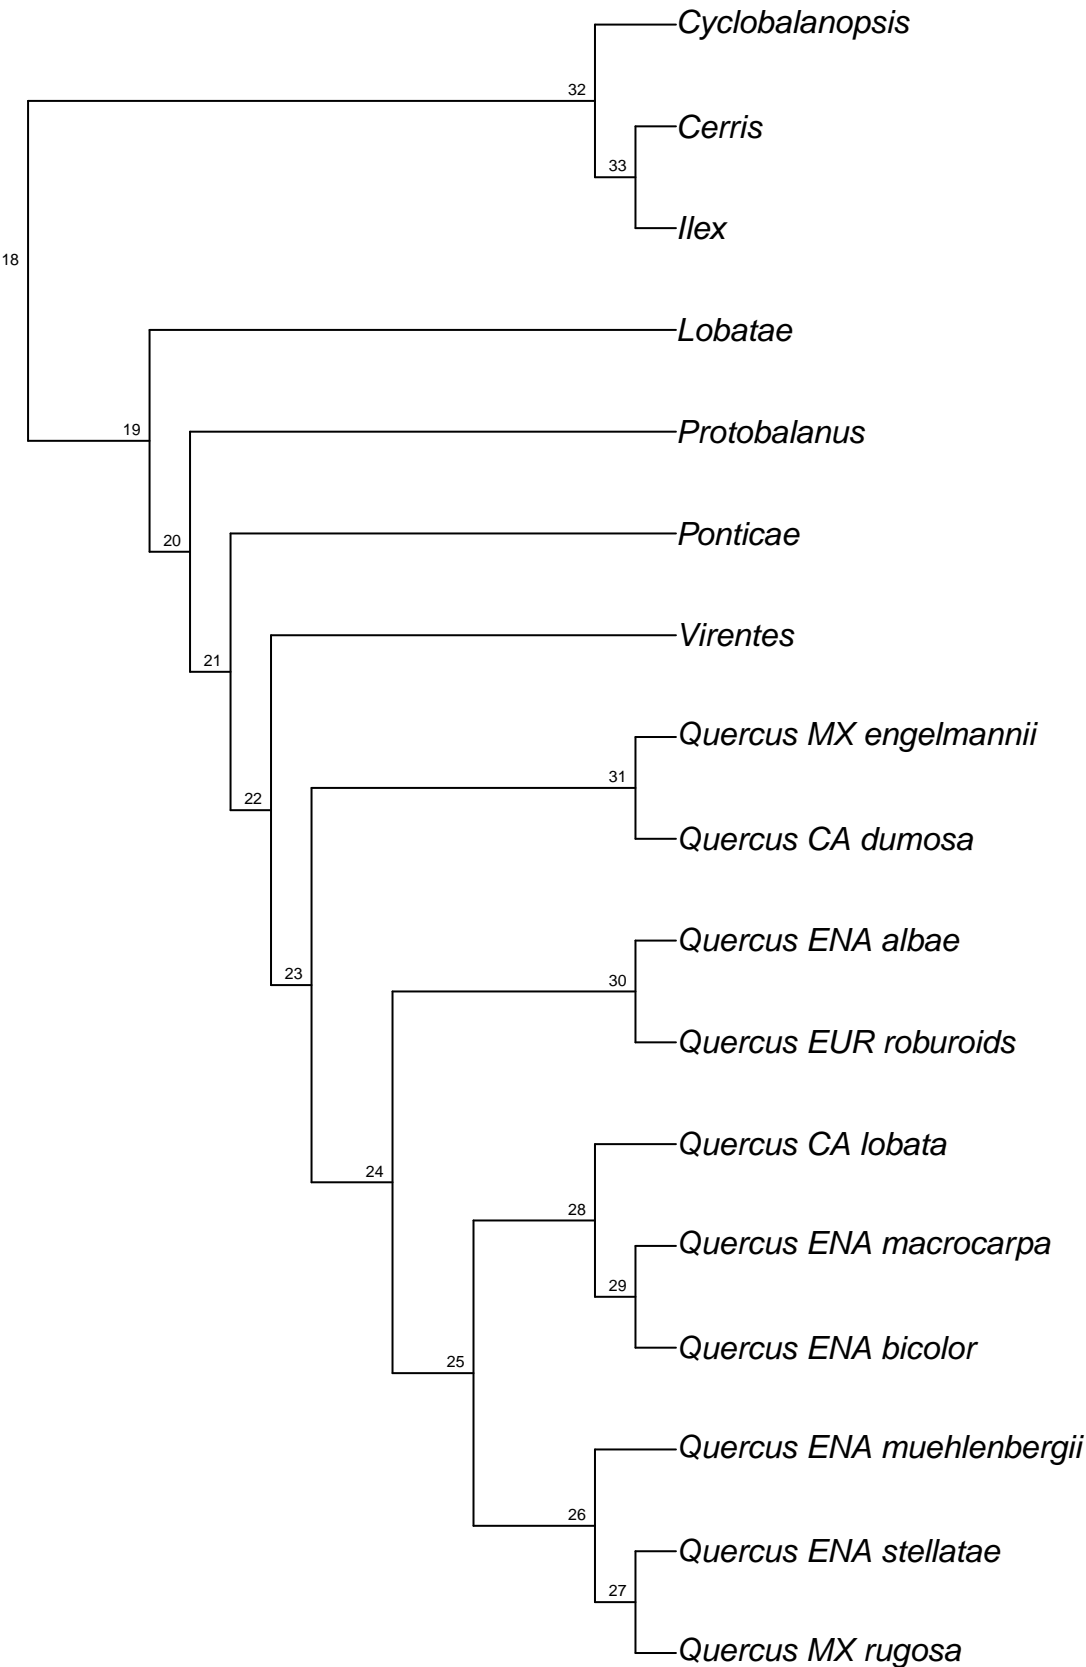 Cyclobalanopsis
32
Cerris
33
Ilex
18
Lobatae
19
Protobalanus
20
Ponticae
21
Virentes
22
Quercus MX engelmannii
31
Quercus CA dumosa
23
Quercus ENA albae
30
Quercus EUR roburoids
24
Quercus CA lobata
28
Quercus ENA macrocarpa
29
Quercus ENA bicolor
25
Quercus ENA muehlenbergii
26
Quercus ENA stellatae
27
Quercus MX rugosa